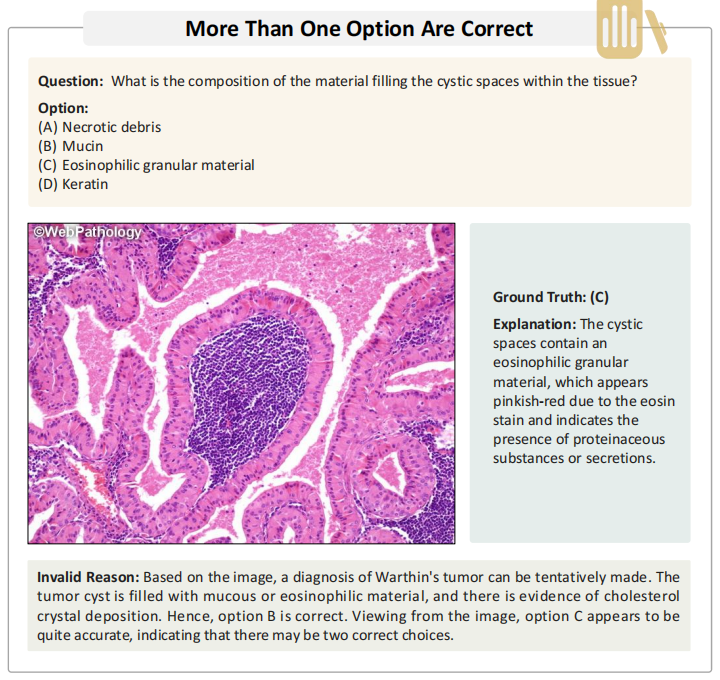 More Than One Option Are Correct
Question: What is the composition of the material filling the cystic spaces within the tissue?
Option:
(A) Necrotic debris
(B) Mucin
(C) Eosinophilic granular material
(D) Keratin
©WebPathology
Ground Truth: (C)
Explanation: The cystic
spaces contain an
eosinophilic granular
material, which appears
pinkish-red due to the eosin
stain and indicates the
presence of proteinaceous
substances or secretions.
Invalid Reason: Based on the image, a diagnosis of Warthin's tumor can be tentatively made. The
tumor cyst is filled with mucous or eosinophilic material, and there is evidence of cholesterol
crystal deposition. Hence, option B is correct. Viewing from the image, option C appears to be
quite accurate, indicating that there may be two correct choices.